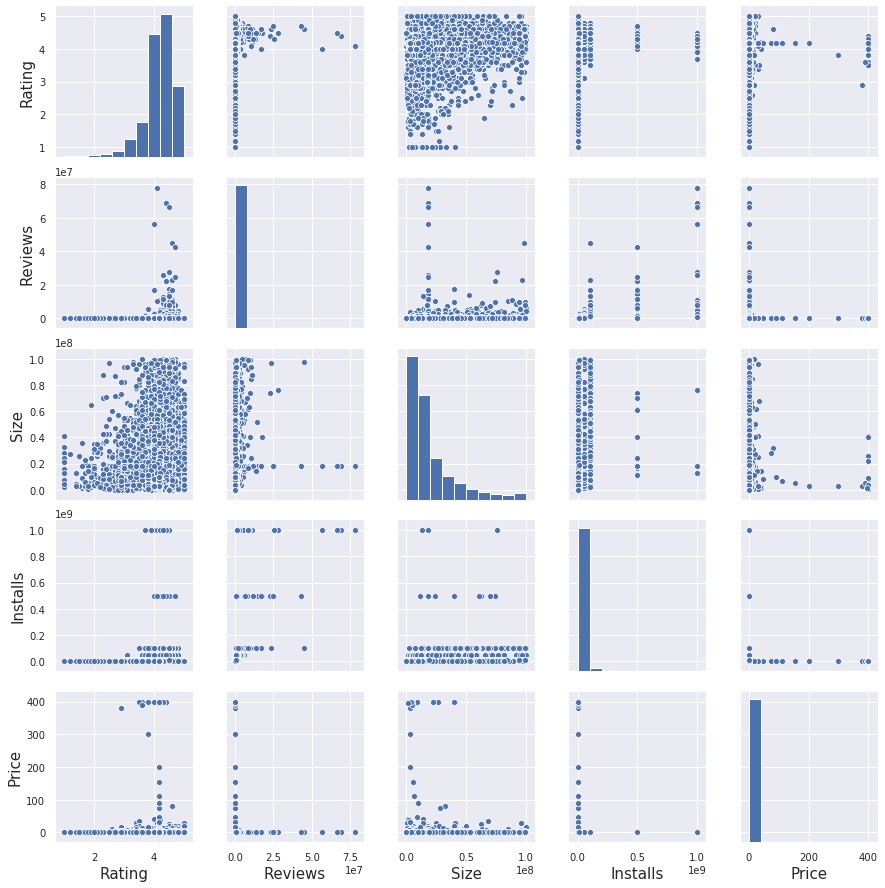 5
4
3
2
1
Rating
1e7
8
6
4
2
0
Reviews
1e8
1.0
0.8
0.6
0.4
0.2
0.0
Size
1e9
1.0
0.8
0.6
0.4
0.2
0.0
Installs
400
300
200
100
0
Price
2 4
0.0 2.5 5.0 7.5
0.0 0.5 1.0
0.0 0.5 1.0
0 200 400
1e7 1e8 1e9
Rating Reviews Size Installs Price